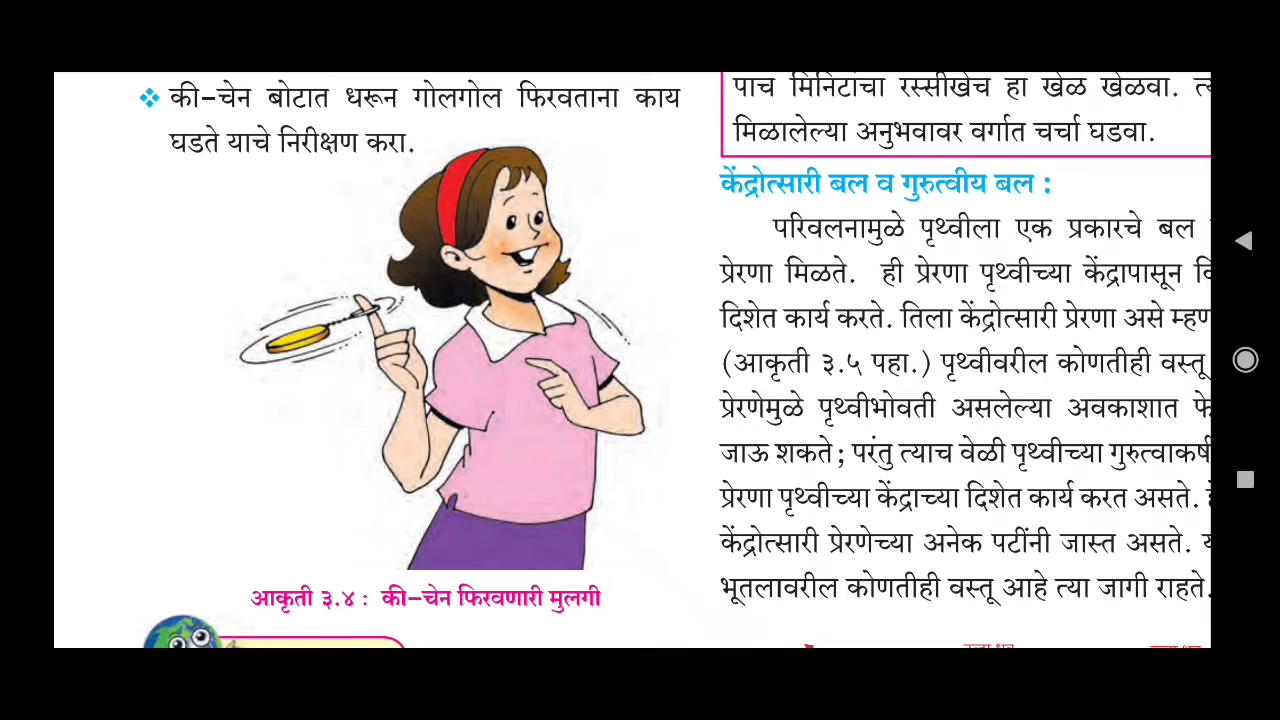 ❖ की-चेन बोटात धरून गोलगोल फिरवताना काय
घडते याचे निरीक्षण करा.
आकृती ३.४ : की-चेन फिरवणारी मुलगी
पाच मिनिटांचा रस्सीखेच हा खेळ खेळवा.
मिळालेल्या अनुभवावर वर्गात चर्चा घडवा.
केंद्रोत्सारी बल व गुरुत्वीय बल :
परिवलनामुळे पृथ्वीला एक प्रकारचे बल
प्रेरणा मिळते. ही प्रेरणा पृथ्वीच्या केंद्रापासून
दिशेत कार्य करते. तिला केंद्रोत्सारी प्रेरणा असे
(आकृती ३.५ पहा.) पृथ्वीवरील कोणतीही वस्तू
प्रेरणेमुळे पृथ्वीभोवती असलेल्या अवकाशात
जाऊ शकते; परंतु त्याच वेळी पृथ्वीच्या
प्रेरणा पृथ्वीच्या केंद्राच्या दिशेत कार्य करत असते.
केंद्रोत्सारी प्रेरणेच्या अनेक पटींनी जास्त असते.
भूतलावरील कोणतीही वस्तू आहे त्या जागी राहते.